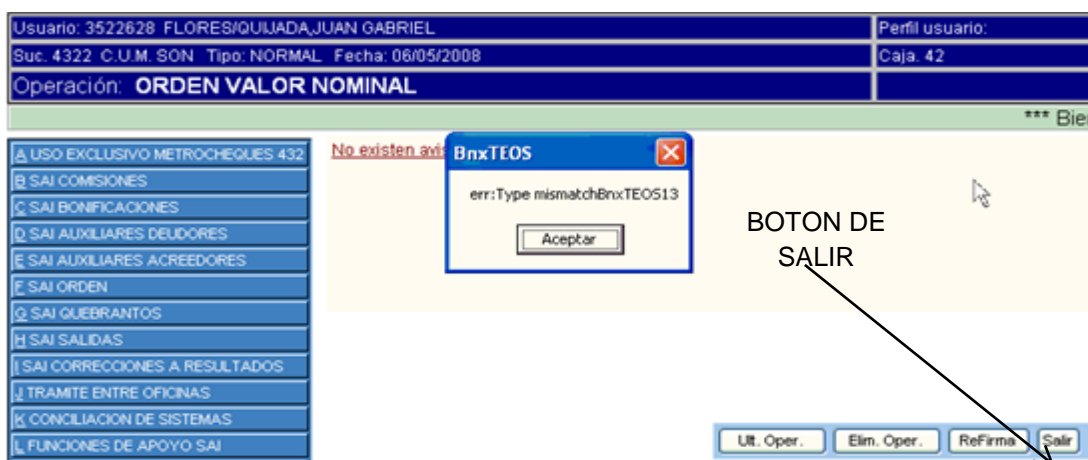 Usuario: 3522628 FLORES/QUIJADA,JUAN GABRIEL
Perfil usuario:
Suc. 4322 C.U.M. SON Tipo: NORMAL Fecha: 06/05/2008
Caja. 42
Operación: ORDEN VALOR NOMINAL
*** Bie
A USO EXCLUSIVO METROCHEQUES 432
No existen avis
BnxTEOS
B SAI COMISIONES
err:Type mismatchBnxTEOS13
C SAI BONIFICACIONES
D SAI AUXILIARES DEUDORES
Aceptar
BOTON DE
SALIR
E SAI AUXILIARES ACREEDORES
F SAI ORDEN
G SAI QUEBRANTOS
H SAI SALIDAS
I SAI CORRECCIONES A RESULTADOS
J TRAMITE ENTRE OFICINAS
K CONCILIACION DE SISTEMAS
L FUNCIONES DE APOYO SAI
Ult. Oper. Elim. Oper. ReFirma Salir